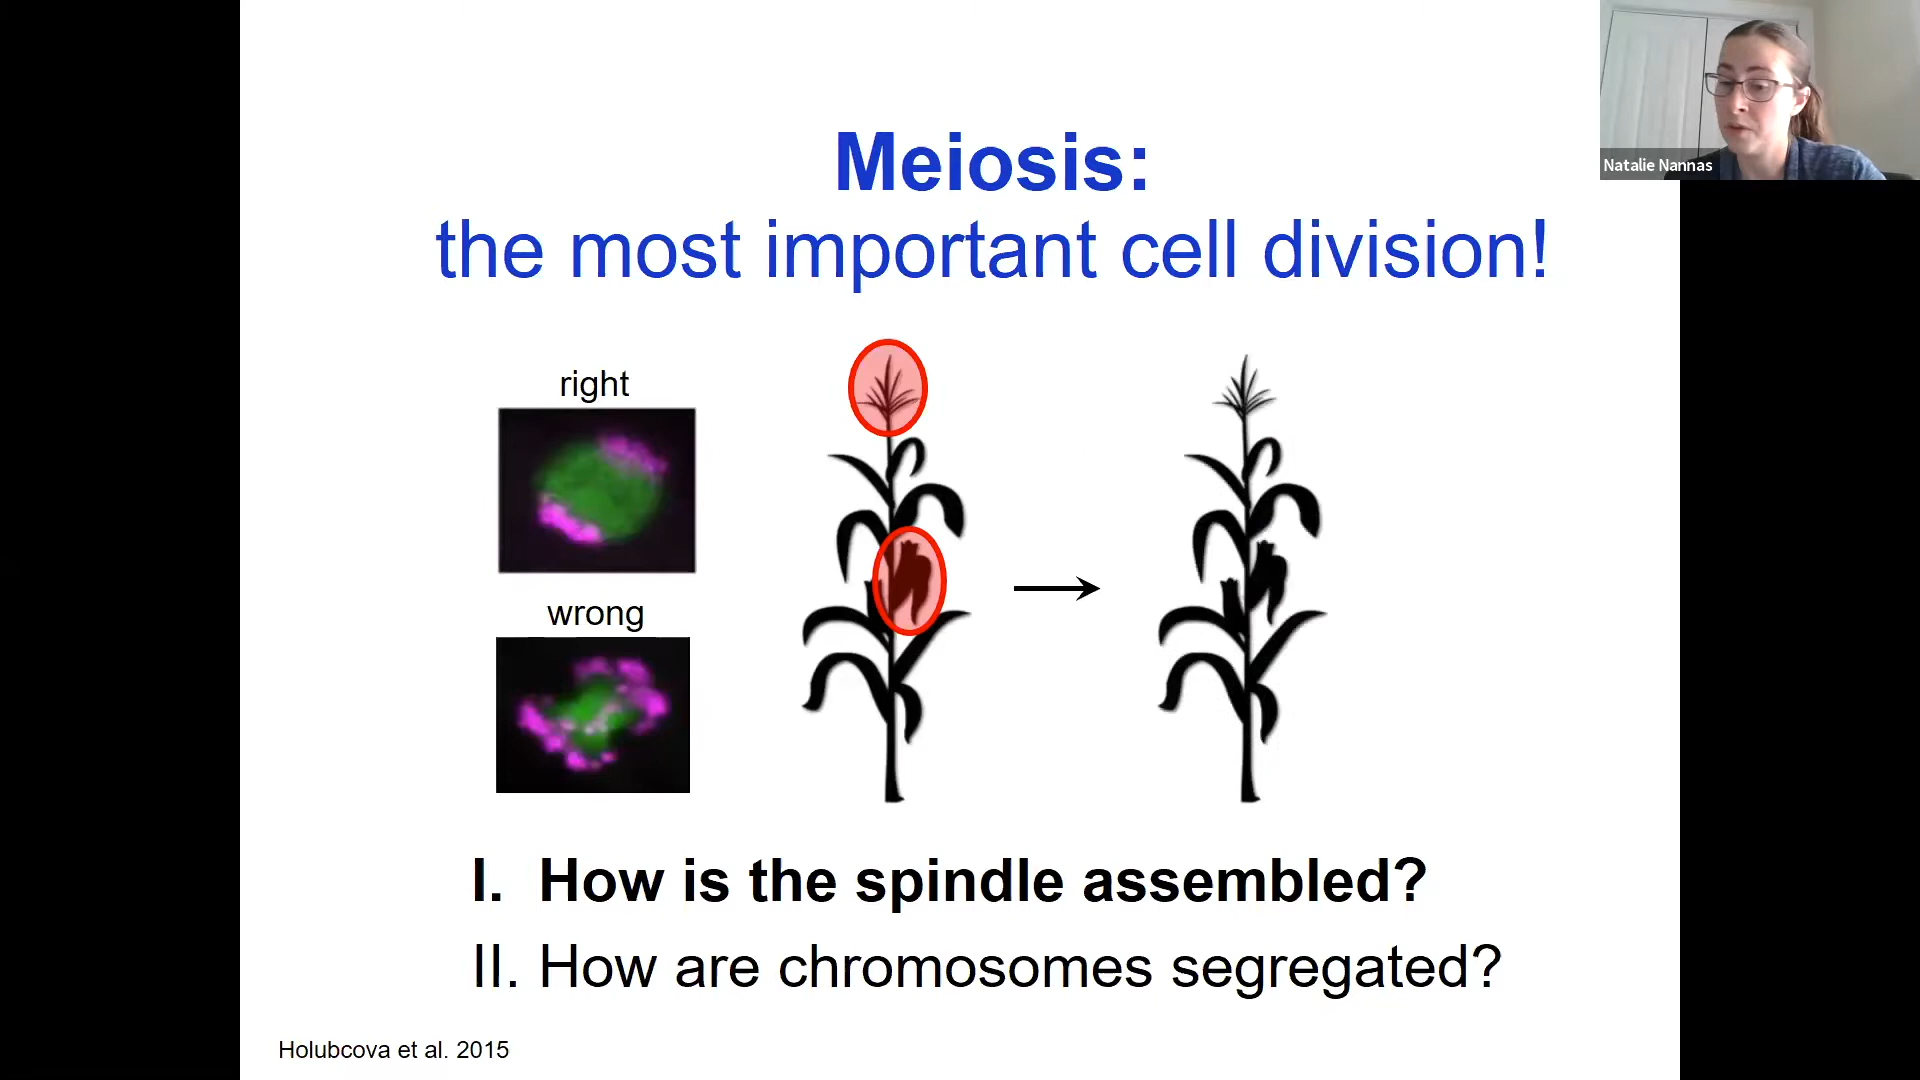 Meiosis:
the most important cell division!
Natalie Nannas
right
wrong
I. How is the spindle assembled?
II. How are chromosomes segregated?
Holubcova et al. 2015